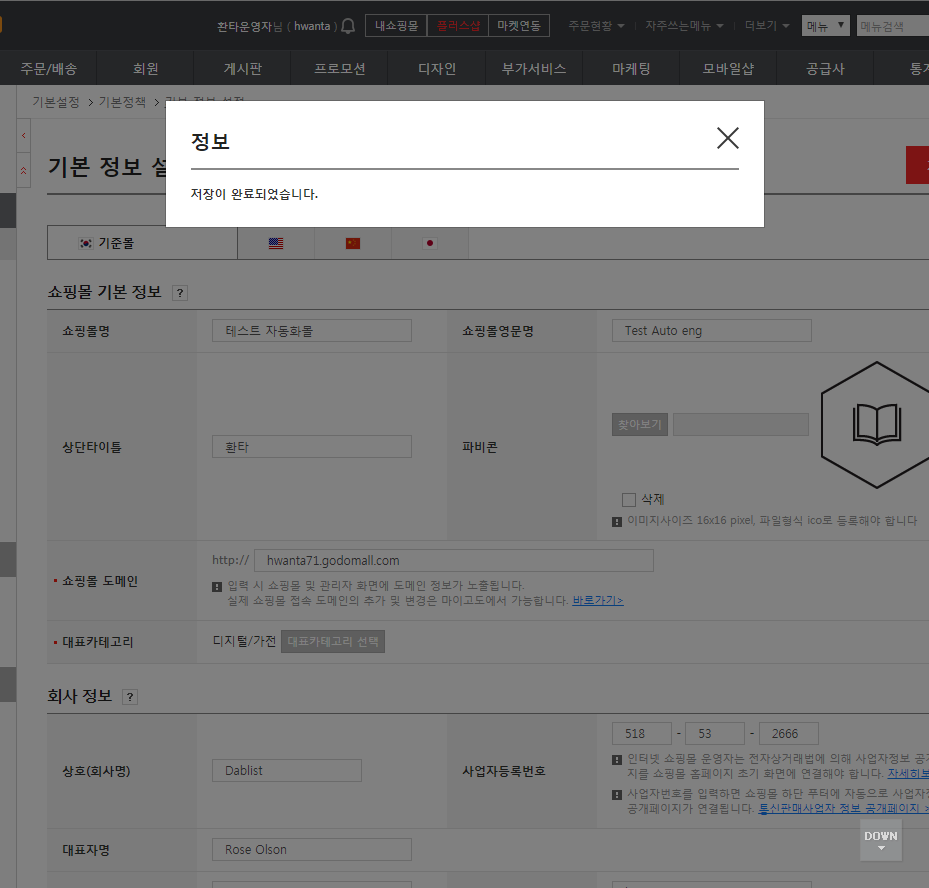 환타운영자님 ( hwanta ) 내쇼핑몰 플러스샵 마켓연동 주문현황 자주쓰는메뉴 더보기 메뉴 메뉴검색
주문/배송 회원 게시판 프로모션 디자인 부가서비스 마케팅 모바일샵 공급사 통계
기본설정 > 기본정책 > 기본 정보 설정
정보
저장이 완료되었습니다.
기본 정보 설
기준몰
쇼핑몰 기본 정보 ?
쇼핑몰명 테스트 자동화몰 쇼핑몰영문명 Test Auto eng
상단타이틀 환타 파비콘 찾아보기
삭제
이미지사이즈 16x16 pixel, 파일형식 ico로 등록해야 합니다
쇼핑몰 도메인 http:// hwanta71.godomall.com
입력 시 쇼핑몰 및 관리자 화면에 도메인 정보가 노출됩니다.
실제 쇼핑몰 접속 도메인의 추가 및 변경은 마이고도에서 가능합니다. 바로가기>
대표카테고리 디지털/가전 대표카테고리 선택
회사 정보 ?
상호(회사명) Dablist 사업자등록번호 518 - 53 - 2666
인터넷 쇼핑몰 운영자는 전자상거래법에 의해 사업자정보 공개
지를 쇼핑몰 홈페이지 초기 화면에 연결해야 합니다. 자세히보
사업자번호를 입력하면 쇼핑몰 하단 푸터에 자동으로 사업자정
공개페이지가 연결됩니다. 통신판매사업자 정보 공개페이지 >
DOWN
대표자명 Rose Olson